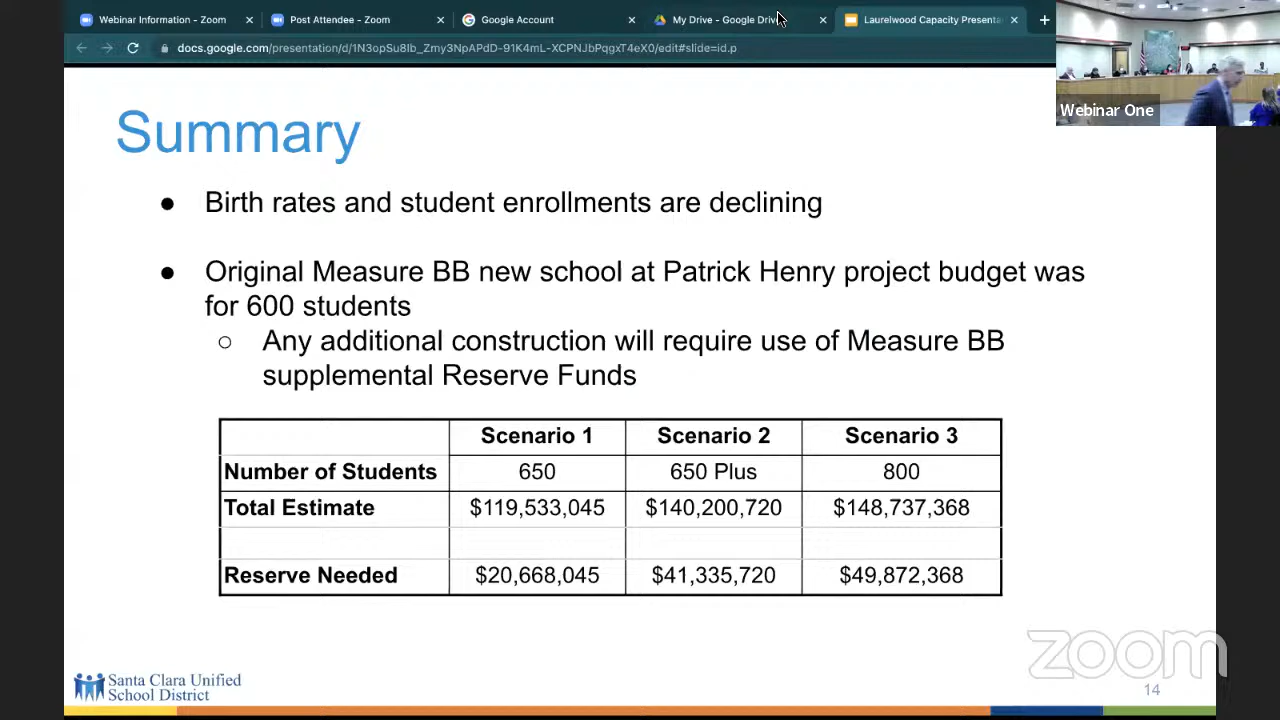 Webinar Information - Zoom
Post Attendee - Zoom
Google Account
My Drive - Google Driv
Laurelwood Capacity Presenta
docs.google.com/presentation/d/1N3opSu8Ib_Zmy3NpAPdD-91K4mL-XCPNJbPqgxT4eX0/edit#slide=id.p
Webinar One
Summary
● Birth rates and student enrollments are declining
● Original Measure BB new school at Patrick Henry project budget was
for 600 students
○ Any additional construction will require use of Measure BB
supplemental Reserve Funds
Scenario 1 Scenario 2 Scenario 3
Number of Students 650 650 Plus 800
Total Estimate $119,533,045 $140,200,720 $148,737,368
Reserve Needed $20,668,045 $41,335,720 $49,872,368
Santa Clara Unified
School District
zoom
14